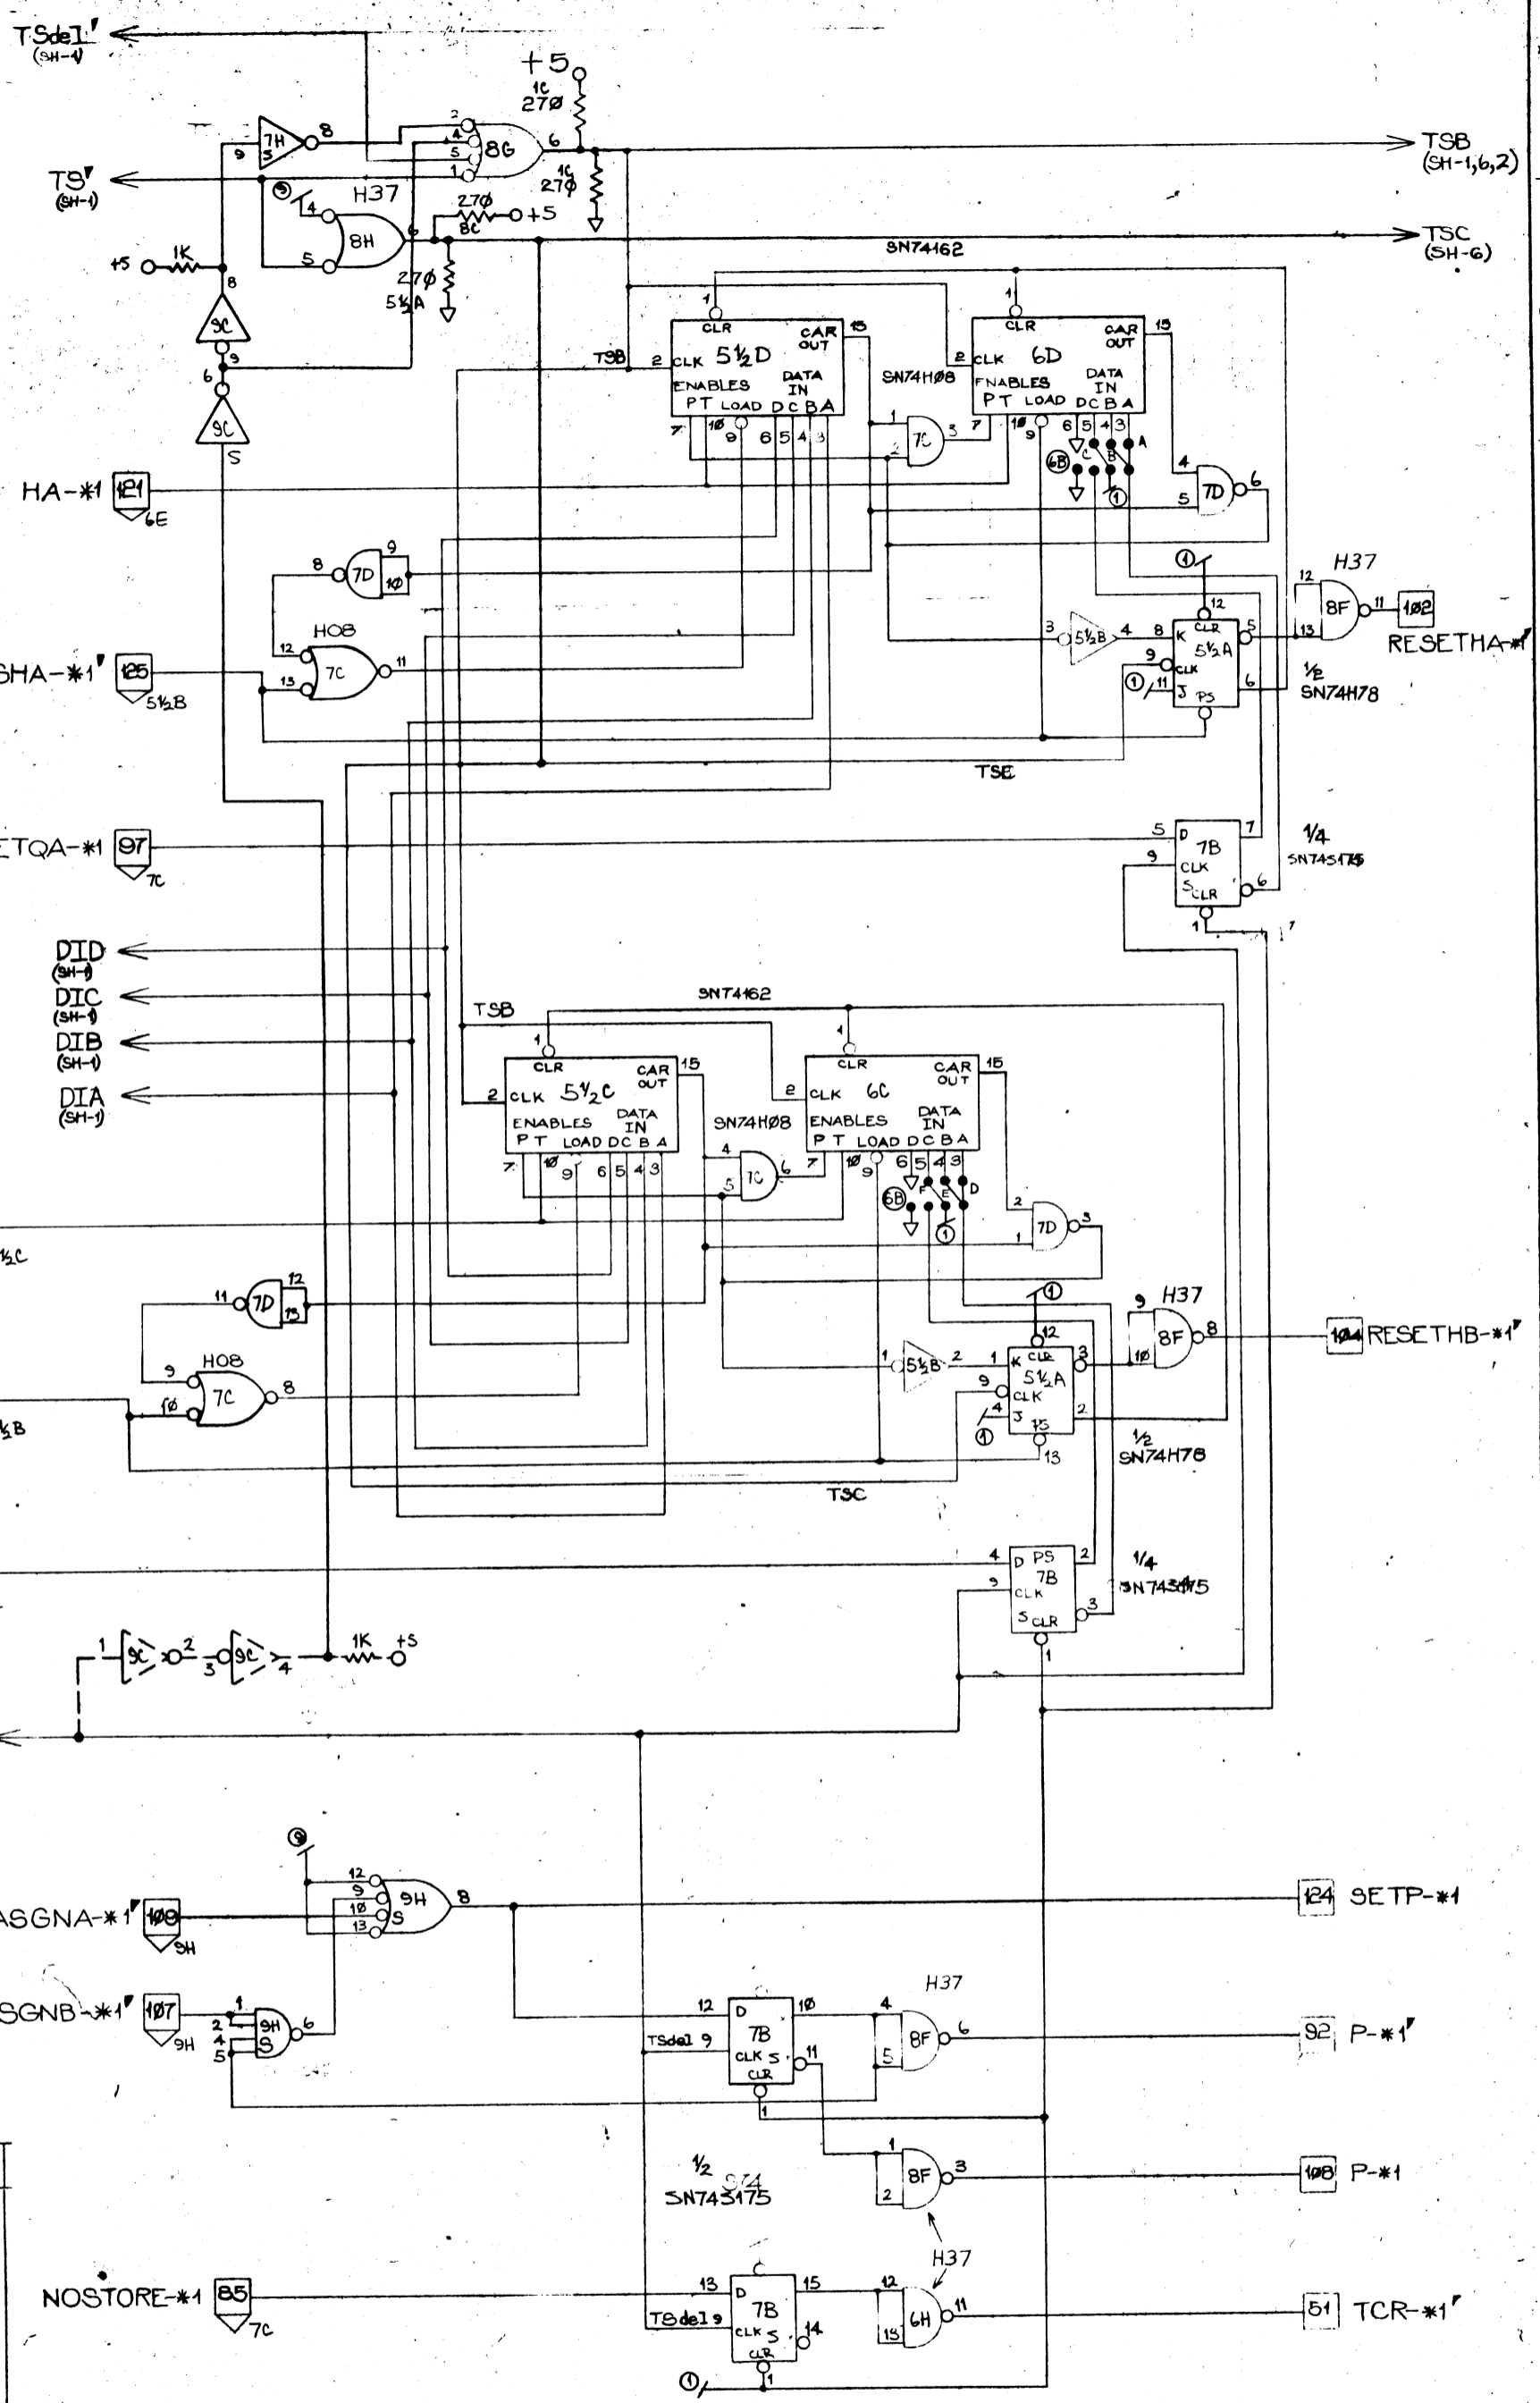 TSdel'
(SH-1)
+5
1C
270
2
4
5
1
8G
6
9
7H
S
8
TSB
(SH-1,6,2)
TS'
(SH-1)
H37
4
8H
5
6
270
8C
+5
1C
270
TSC
(SH-6)
+5
1K
8
9C
9
6
9C
5
270
5½A
SN74162
1
CLR
CAR
OUT
15
TSB
2
CLK
5½D
ENABLES
DATA
IN
P T LOAD D C B A
7
10
9
6 5 4 3
SN74H08
1
2
7C
3
1
CLR
CAR
OUT
15
2
CLK
6D
ENABLES
DATA
IN
P T LOAD D C B A
7
10
9
6 5 4 3
6B
C
B
A
1
4
5
7D
6
HA-*1
121
6E
8
7D
9
10
H08
12
13
7C
11
SHA-*1'
125
5½B
3
5½B
4
1
12
8
K
CLR
5
9
CLK
5½A
1
11
J
PS
6
½
SN74H78
H37
12
13
8F
11
102
RESETHA-*1'
TSE
ETQA-*1
97
7C
5
D
7
7B
9
CLK
S
CLR
6
1
1/4
SN74S175
DID
(SH-1)
DIC
(SH-1)
DIB
(SH-1)
DIA
(SH-1)
TSB
SN74162
1
CLR
CAR
OUT
15
2
CLK
5½C
ENABLES
DATA
IN
P T LOAD D C B A
7
10
9
6 5 4 3
SN74H08
4
5
7C
6
1
CLR
CAR
OUT
15
2
CLK
6C
ENABLES
DATA
IN
P T LOAD D C B A
7
10
9
6 5 4 3
6B
F
E
D
1
2
1
7D
3
½C
11
7D
12
13
H08
9
10
7C
8
½B
1
5½B
2
1
12
1
K
CLR
3
9
CLK
5½A
4
J
PS
2
1
13
½
SN74H78
H37
9
10
8F
8
104
RESETHB-*1'
TSC
4
D
PS
2
7B
9
CLK
S
CLR
3
1
1/4
1
9C
2
3
9C
4
1K
+5
12
9
10
13
9H
S
8
124
SETP-*1
ASGNA-*1'
109
9H
SGNB-*1'
107
9H
1
2
4
5
9H
S
6
12
D
10
7B
TSdel 9
CLK S
11
CLR
1
H37
4
5
8F
6
92
P-*1'
1
2
8F
3
108
P-*1
½
S74
SN74S175
H37
NOSTORE-*1
85
7C
13
D
15
7B
TSdel 9
CLK S
14
CLR
1
1
12
13
6H
11
51
TCR-*1'